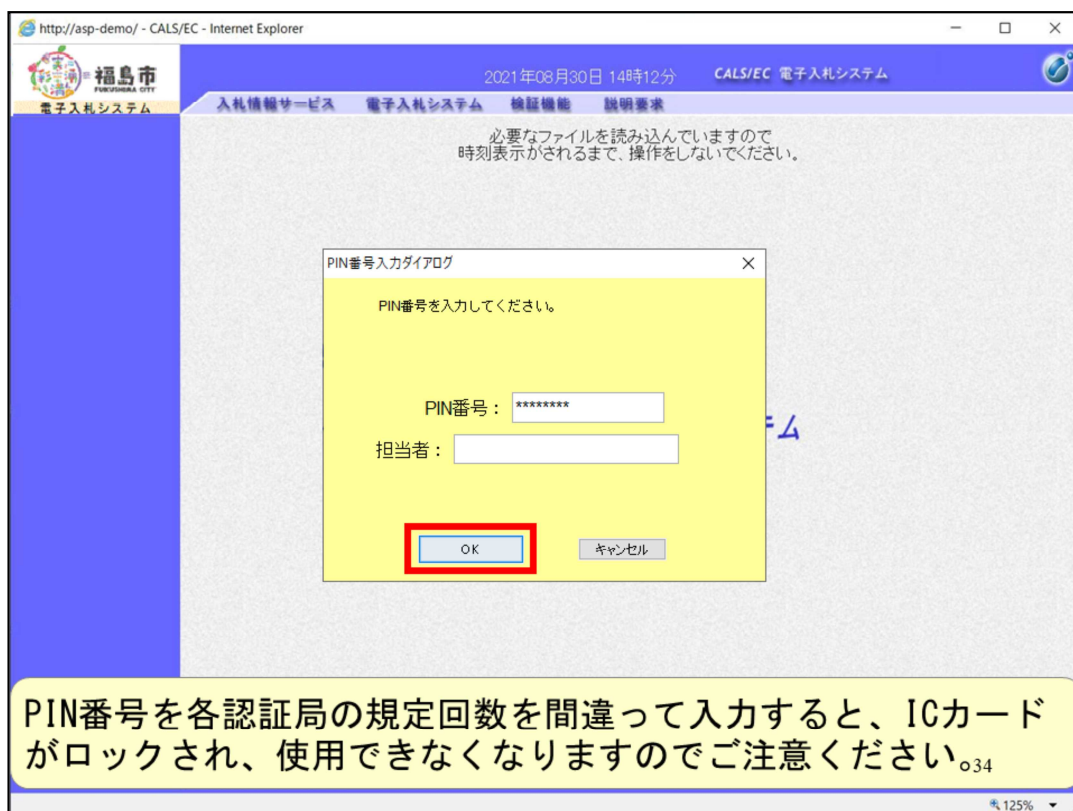 http://asp-demo/ - CALS/EC - Internet Explorer
福島市
FUKUSHIMA CITY
電子入札システム
2021年08月30日 14時12分
CALS/EC 電子入札システム
入札情報サービス 電子入札システム 検証機能 説明要求
必要なファイルを読み込んでいますので
時刻表示がされるまで、操作をしないでください。
PIN番号入力ダイアログ
PIN番号を入力してください。
PIN番号： ********
担当者：
テム
OK キャンセル
PIN番号を各認証局の規定回数を間違って入力すると、ICカード
がロックされ、使用できなくなりますのでご注意ください。34
125%